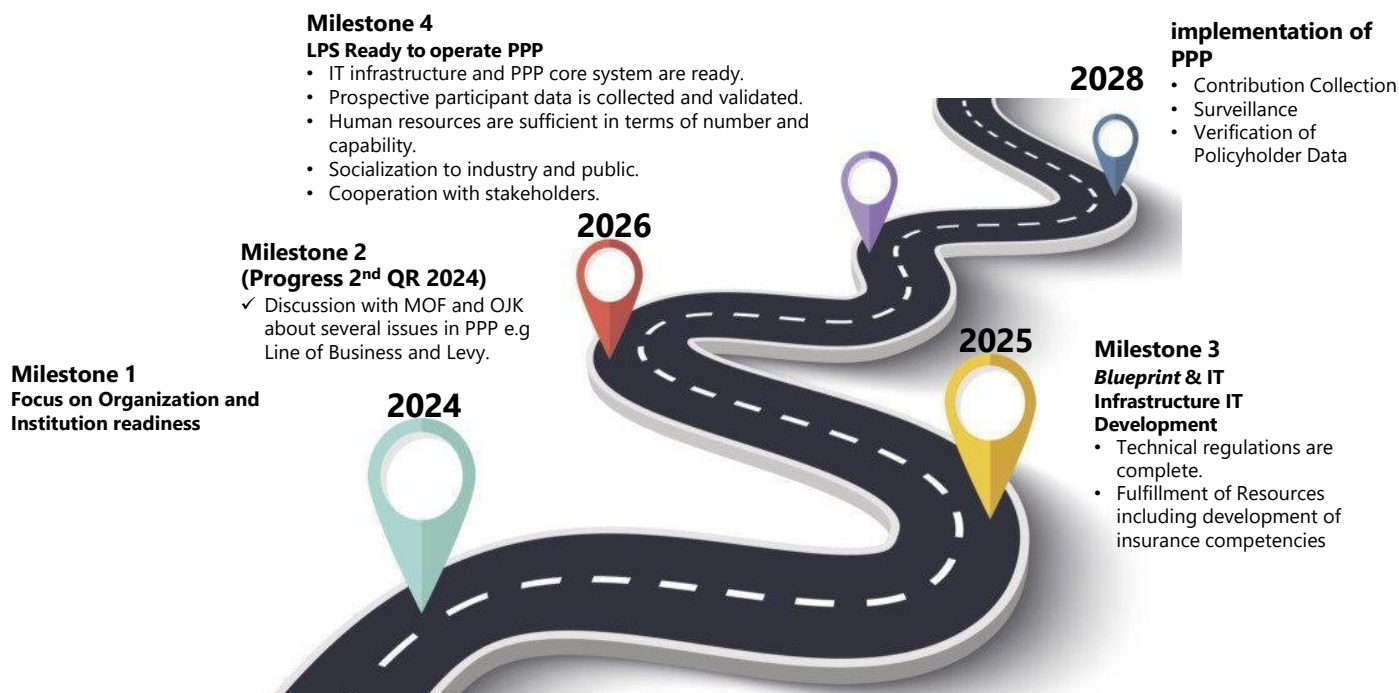 Milestone 4
LPS Ready to operate PPP
• IT infrastructure and PPP core system are ready.
• Prospective participant data is collected and validated.
• Human resources are sufficient in terms of number and
capability.
• Socialization to industry and public.
• Cooperation with stakeholders.
implementation of
PPP
• Contribution Collection
• Surveillance
• Verification of
Policyholder Data
2028
2026
Milestone 2
(Progress 2nd QR 2024)
✓ Discussion with MOF and OJK
about several issues in PPP e.g
Line of Business and Levy.
2025
Milestone 3
Blueprint & IT
Infrastructure IT
Development
• Technical regulations are
complete.
• Fulfillment of Resources
including development of
insurance competencies
Milestone 1
Focus on Organization and
Institution readiness
2024